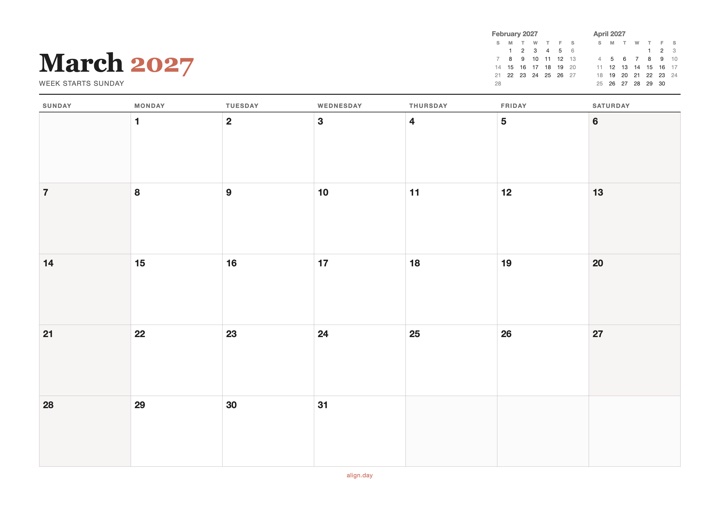 March 2027
WEEK STARTS SUNDAY
February 2027
S M T W T F S
1 2 3 4 5 6
7 8 9 10 11 12 13
14 15 16 17 18 19 20
21 22 23 24 25 26 27
28
April 2027
S M T W T F S
1 2 3
4 5 6 7 8 9 10
11 12 13 14 15 16 17
18 19 20 21 22 23 24
25 26 27 28 29 30
SUNDAY MONDAY TUESDAY WEDNESDAY THURSDAY FRIDAY SATURDAY
1 2 3 4 5 6
7 8 9 10 11 12 13
14 15 16 17 18 19 20
21 22 23 24 25 26 27
28 29 30 31
align.day